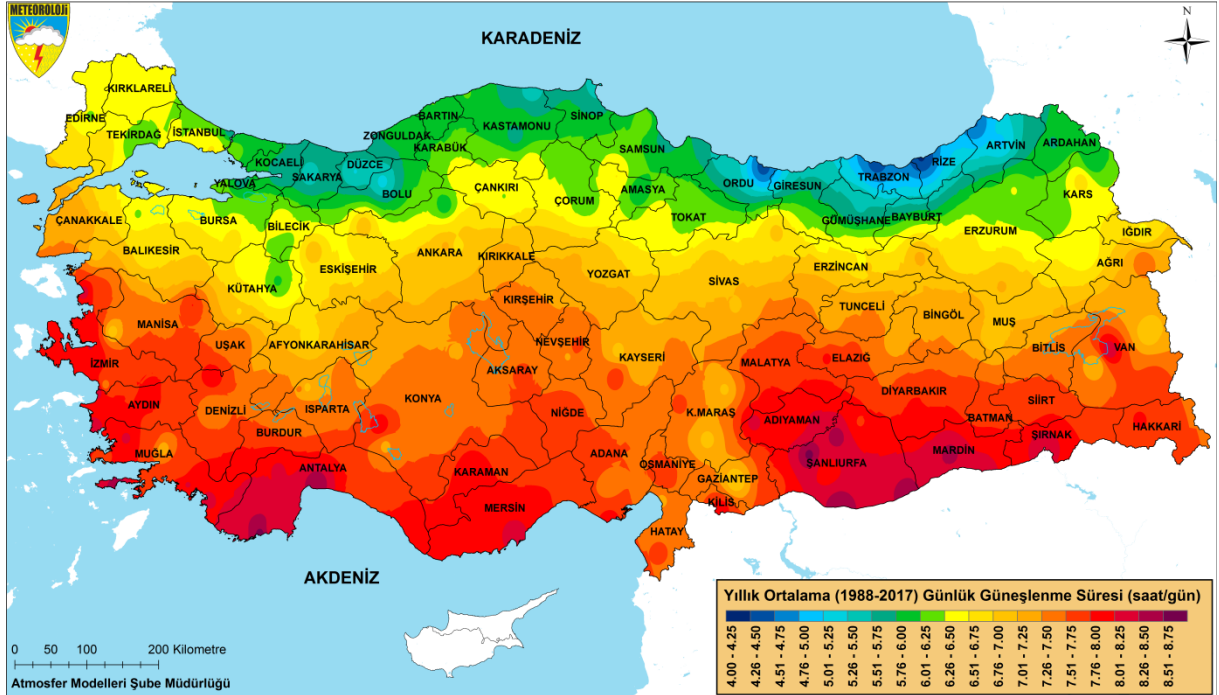 METEOROLOJİ
KARADENİZ
N
KIRKLARELİ
EDİRNE
TEKİRDAĞ
İSTANBUL
KOCAELİ
YALOVA
SAKARYA
DÜZCE
ZONGULDAK
BARTIN
KARABÜK
KASTAMONU
SİNOP
SAMSUN
BOLU
ÇANKIRI
ÇORUM
AMASYA
TOKAT
ORDU
GİRESUN
TRABZON
RİZE
ARTVİN
ARDAHAN
KARS
GÜMÜŞHANE
BAYBURT
ERZURUM
IĞDIR
AĞRI
ÇANAKKALE
BURSA
BİLECİK
BALIKESİR
ESKİŞEHİR
ANKARA
KIRIKKALE
KÜTAHYA
YOZGAT
SİVAS
ERZİNCAN
TUNCELİ
BİNGÖL
MUŞ
BİTLİS
VAN
MANİSA
UŞAK
AFYONKARAHİSAR
KIRŞEHİR
NEVŞEHİR
KAYSERİ
AKSARAY
MALATYA
ELAZIĞ
İZMİR
AYDIN
DENİZLİ
ISPARTA
BURDUR
KONYA
NİĞDE
K.MARAŞ
ADIYAMAN
DİYARBAKIR
BATMAN
SİİRT
ŞIRNAK
HAKKARİ
MUĞLA
ANTALYA
KARAMAN
MERSİN
ADANA
OSMANİYE
GAZİANTEP
KİLİS
HATAY
ŞANLIURFA
MARDİN
AKDENİZ
Yıllık Ortalama (1988-2017) Günlük Güneşlenme Süresi (saat/gün)
4.00 - 4.25
4.26 - 4.50
4.51 - 4.75
4.76 - 5.00
5.01 - 5.25
5.26 - 5.50
5.51 - 5.75
5.76 - 6.00
6.01 - 6.25
6.26 - 6.50
6.51 - 6.75
6.76 - 7.00
7.01 - 7.25
7.26 - 7.50
7.51 - 7.75
7.76 - 8.00
8.01 - 8.25
8.26 - 8.50
8.51 - 8.75
0 50 100 200 Kilometre
Atmosfer Modelleri Şube Müdürlüğü